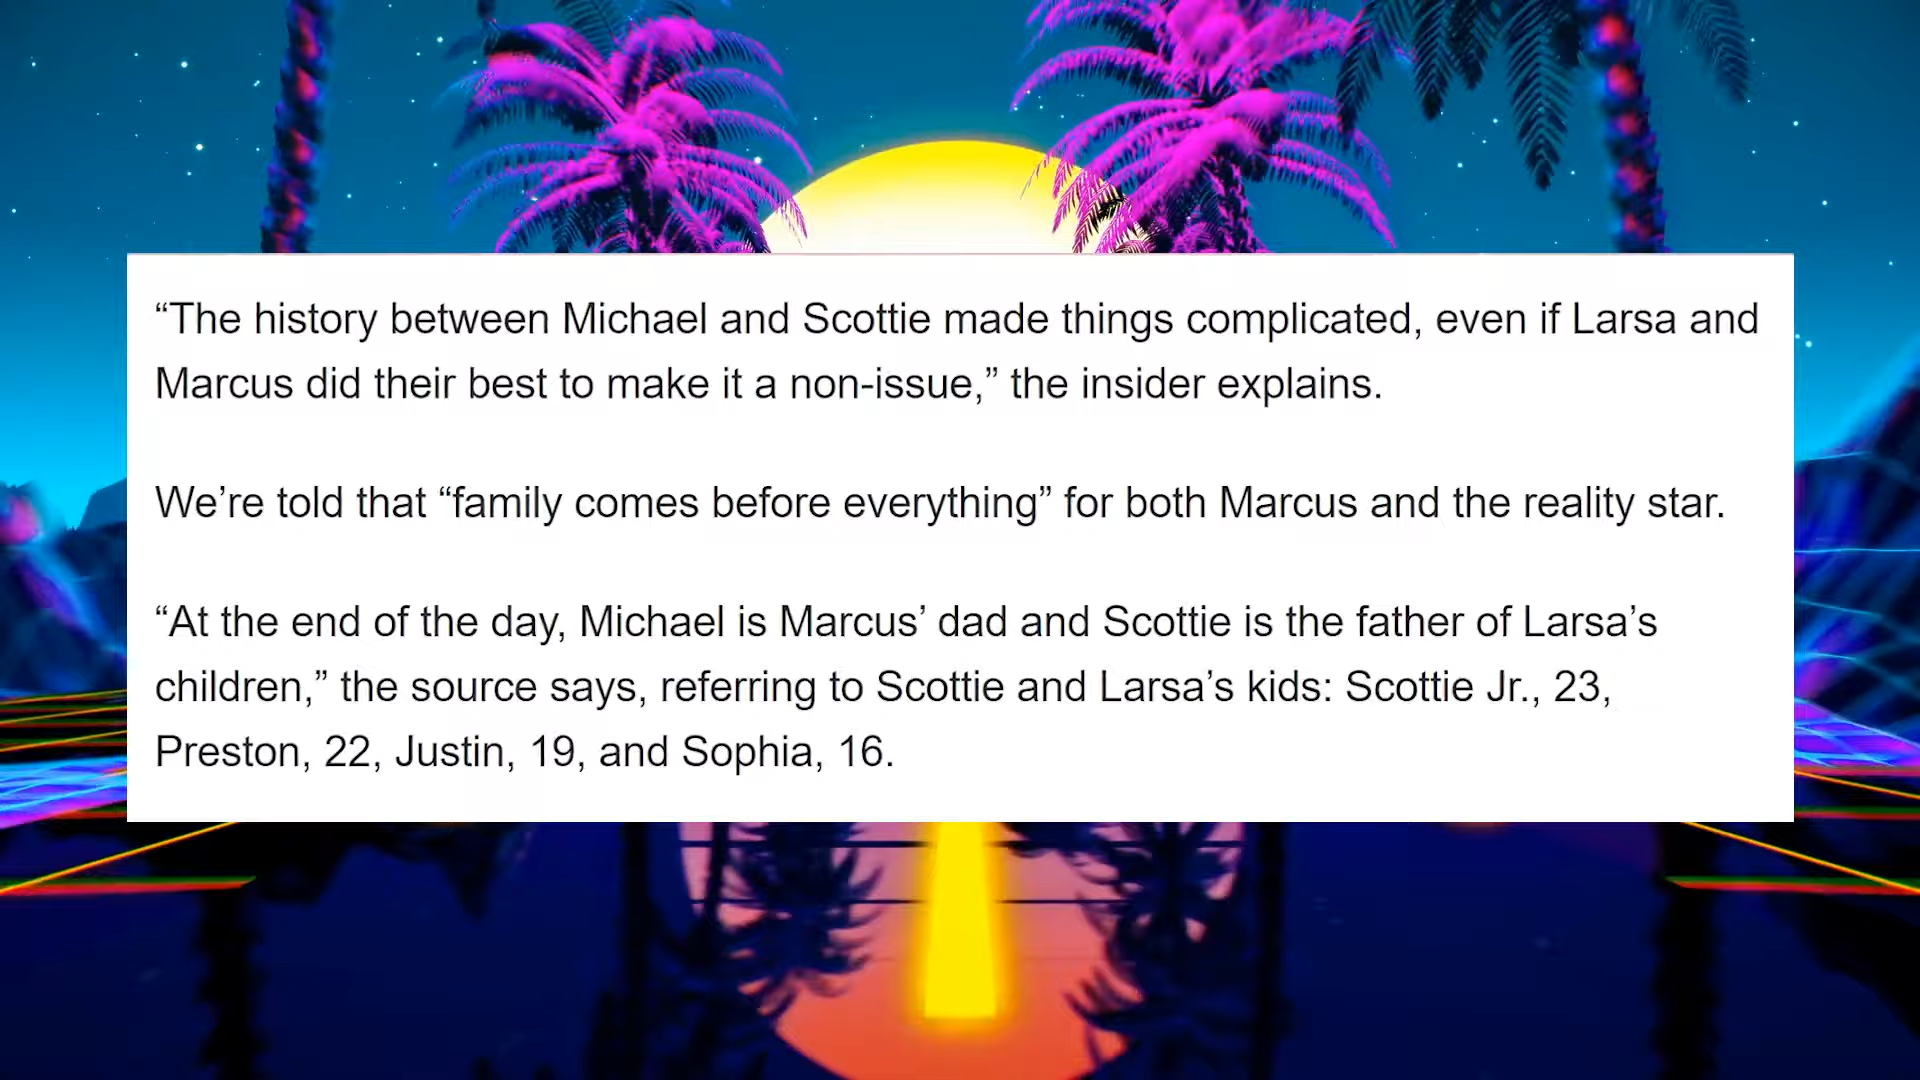 “The history between Michael and Scottie made things complicated, even if Larsa and
Marcus did their best to make it a non-issue,” the insider explains.
We’re told that “family comes before everything” for both Marcus and the reality star.
“At the end of the day, Michael is Marcus’ dad and Scottie is the father of Larsa’s
children,” the source says, referring to Scottie and Larsa’s kids: Scottie Jr., 23,
Preston, 22, Justin, 19, and Sophia, 16.